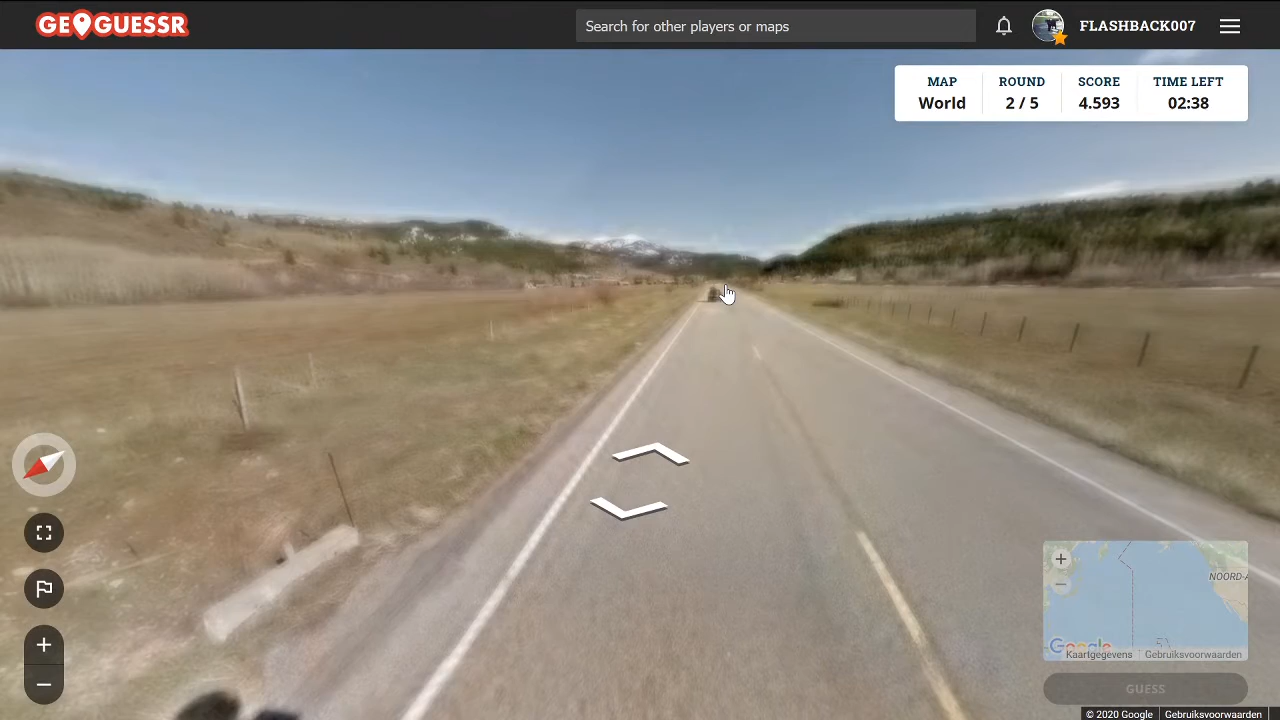 GEOGUESSR
Search for other players or maps
FLASHBACK007
MAP ROUND SCORE TIME LEFT
World 2 / 5 4.593 02:38
NOORD-A
Google
Kaartgegevens Gebruiksvoorwaarden
GUESS
© 2020 Google Gebruiksvoorwaarden